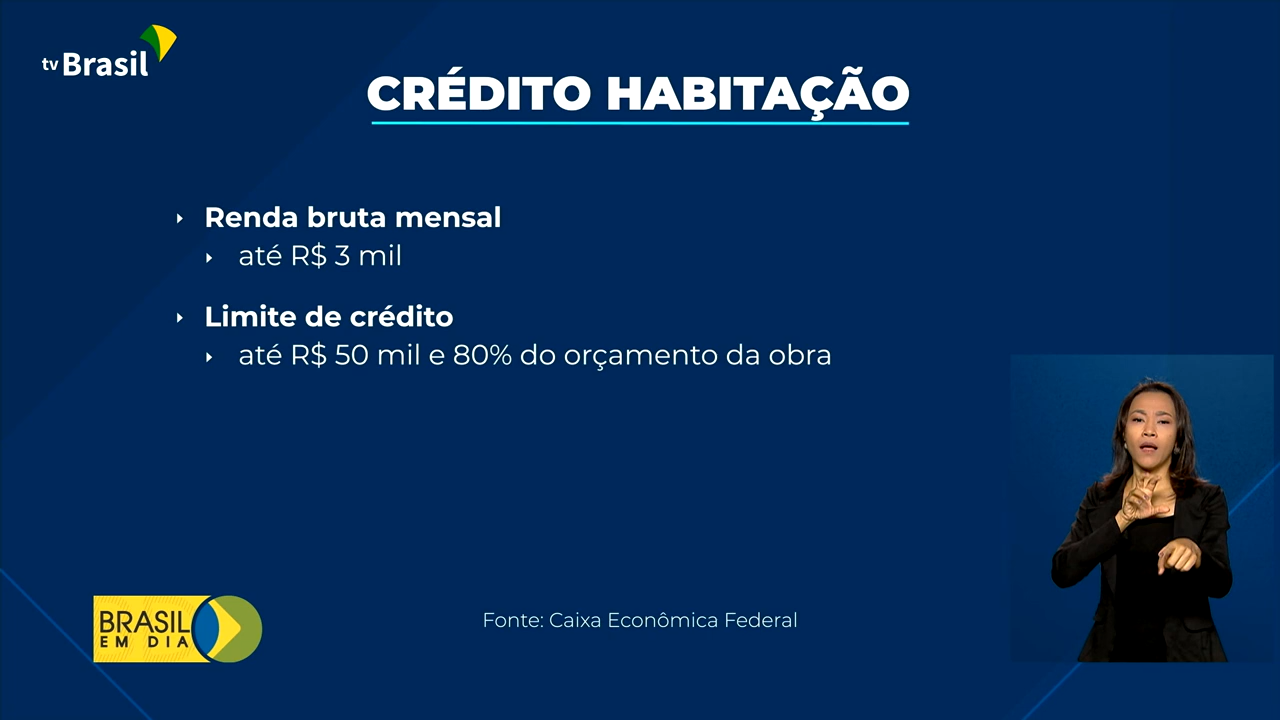 tv Brasil
CRÉDITO HABITAÇÃO
Renda bruta mensal
até R$ 3 mil
Limite de crédito
até R$ 50 mil e 80% do orçamento da obra
BRASIL
EM DIA
Fonte: Caixa Econômica Federal